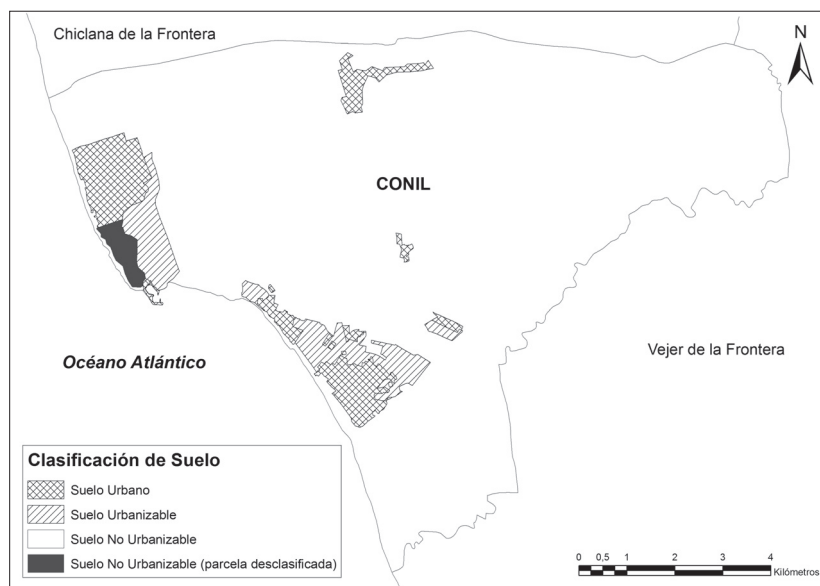 Chiclana de la Frontera
N
CONIL
Vejer de la Frontera
Océano Atlántico
Clasificación de Suelo
Suelo Urbano
Suelo Urbanizable
Suelo No Urbanizable
Suelo No Urbanizable (parcela desclasificada)
0 0,5 1 2 3 4
Kilómetros